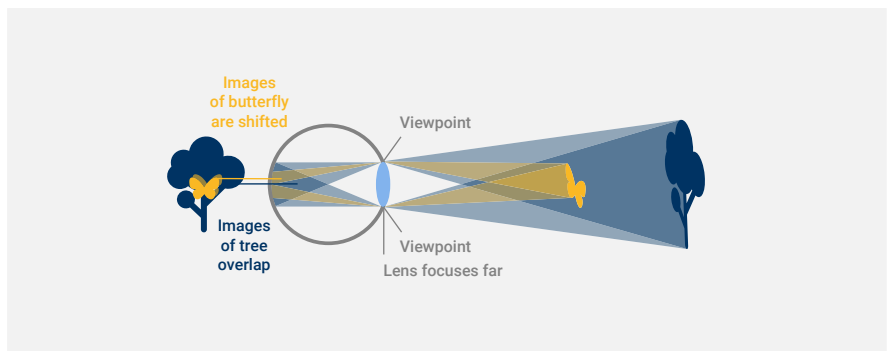 Images
of butterfly
are shifted
Viewpoint
Images
of tree
overlap
Viewpoint
Lens focuses far